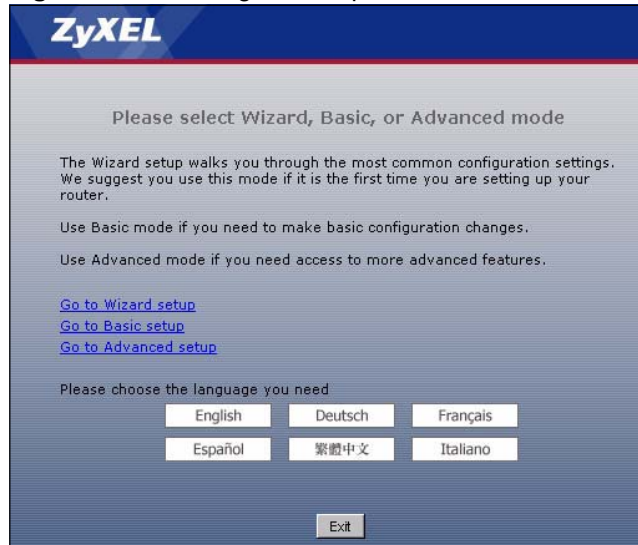 ZyXEL
Please select Wizard, Basic, or Advanced mode
The Wizard setup walks you through the most common configuration settings.
We suggest you use this mode if it is the first time you are setting up your
router.
Use Basic mode if you need to make basic configuration changes.
Use Advanced mode if you need access to more advanced features.
Go to Wizard setup
Go to Basic setup
Go to Advanced setup
Please choose the language you need
English Deutsch Français
Español 繁體中文 Italiano
Exit